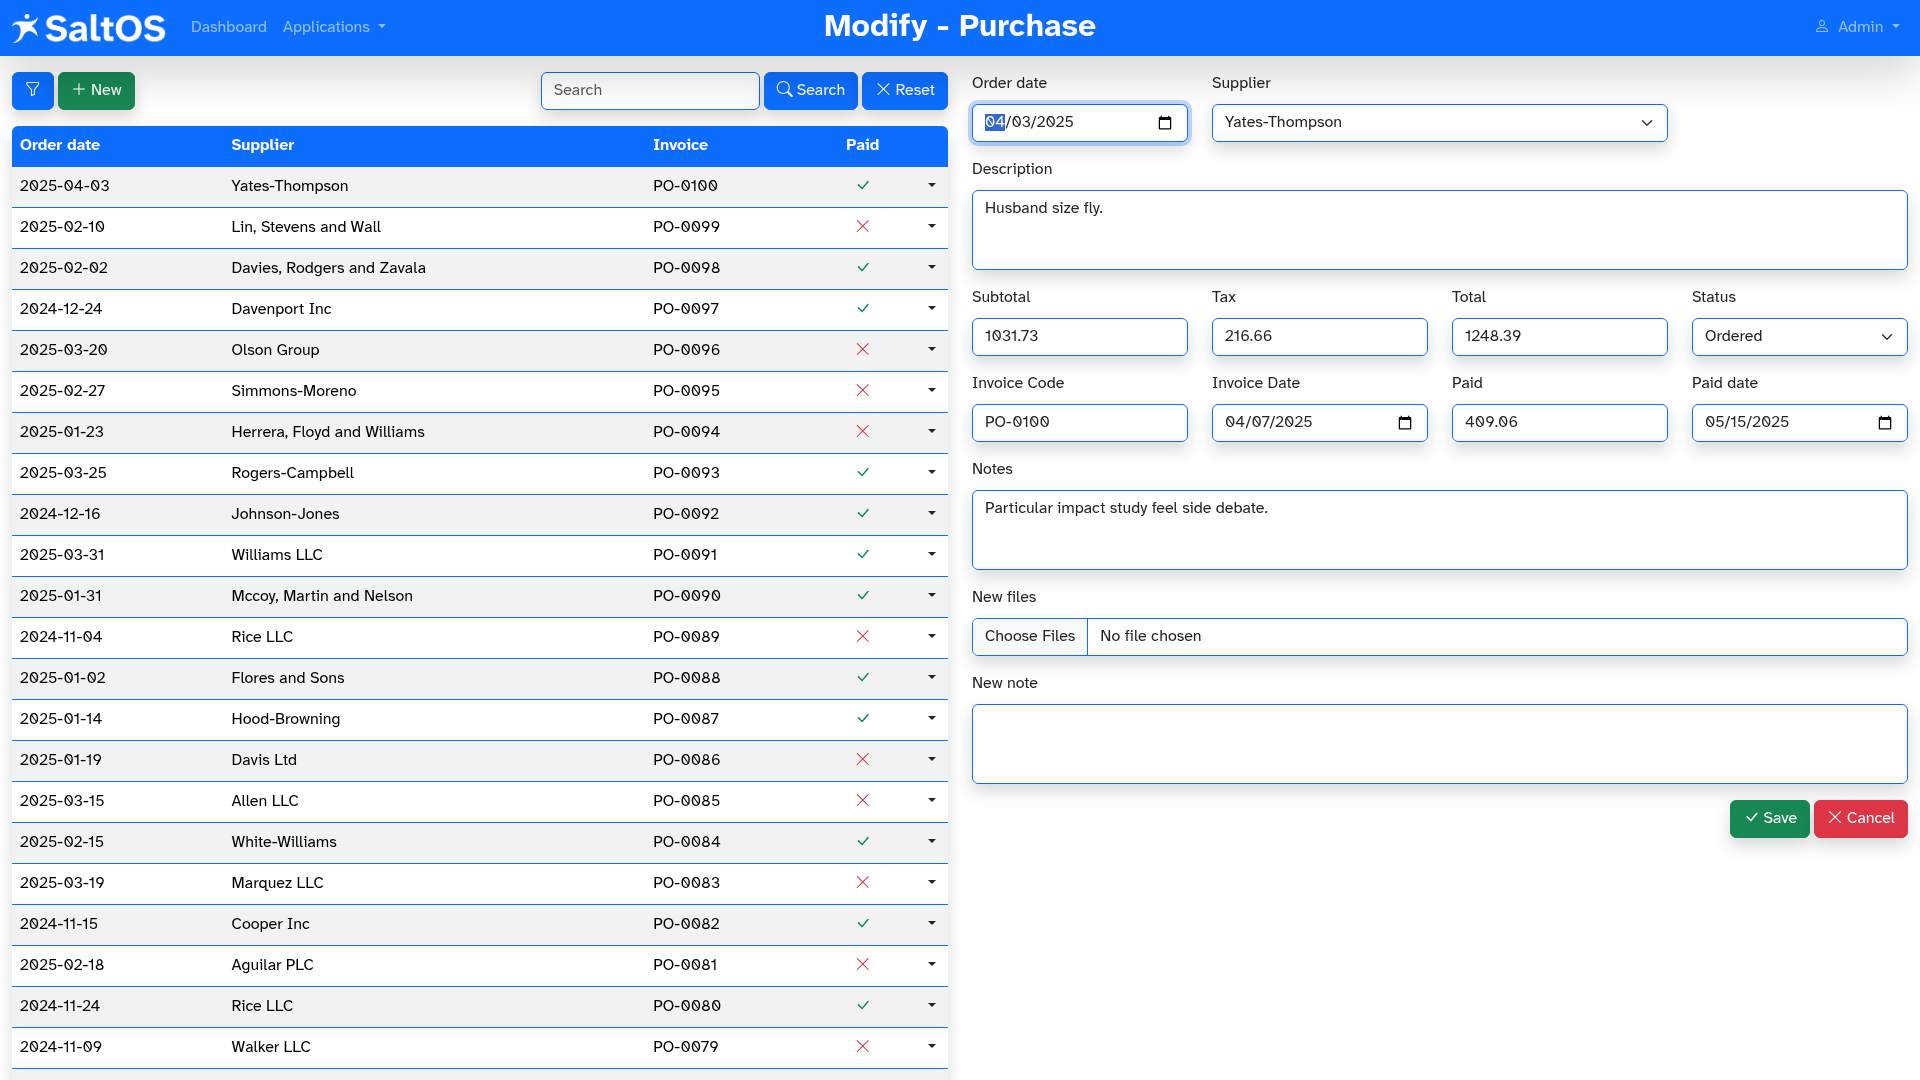 SaltOS Dashboard Applications Modify - Purchase Admin
New Search Search Reset
Order date Supplier Invoice Paid
2025-04-03 Yates-Thompson PO-0100
2025-02-10 Lin, Stevens and Wall PO-0099
2025-02-02 Davies, Rodgers and Zavala PO-0098
2024-12-24 Davenport Inc PO-0097
2025-03-20 Olson Group PO-0096
2025-02-27 Simmons-Moreno PO-0095
2025-01-23 Herrera, Floyd and Williams PO-0094
2025-03-25 Rogers-Campbell PO-0093
2024-12-16 Johnson-Jones PO-0092
2025-03-31 Williams LLC PO-0091
2025-01-31 Mccoy, Martin and Nelson PO-0090
2024-11-04 Rice LLC PO-0089
2025-01-02 Flores and Sons PO-0088
2025-01-14 Hood-Browning PO-0087
2025-01-19 Davis Ltd PO-0086
2025-03-15 Allen LLC PO-0085
2025-02-15 White-Williams PO-0084
2025-03-19 Marquez LLC PO-0083
2024-11-15 Cooper Inc PO-0082
2025-02-18 Aguilar PLC PO-0081
2024-11-24 Rice LLC PO-0080
2024-11-09 Walker LLC PO-0079
Order date Supplier
04/03/2025 Yates-Thompson
Description
Husband size fly.
Subtotal Tax Total Status
1031.73 216.66 1248.39 Ordered
Invoice Code Invoice Date Paid Paid date
PO-0100 04/07/2025 409.06 05/15/2025
Notes
Particular impact study feel side debate.
New files
Choose Files No file chosen
New note
Save Cancel